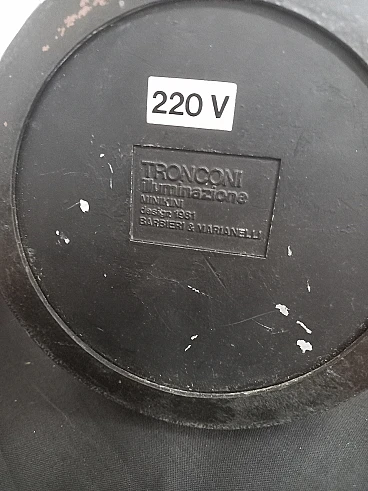 220 V
TRONCONI
illuminazione
MINIKINI
design 1981
BARBIERI & MARIANELLI